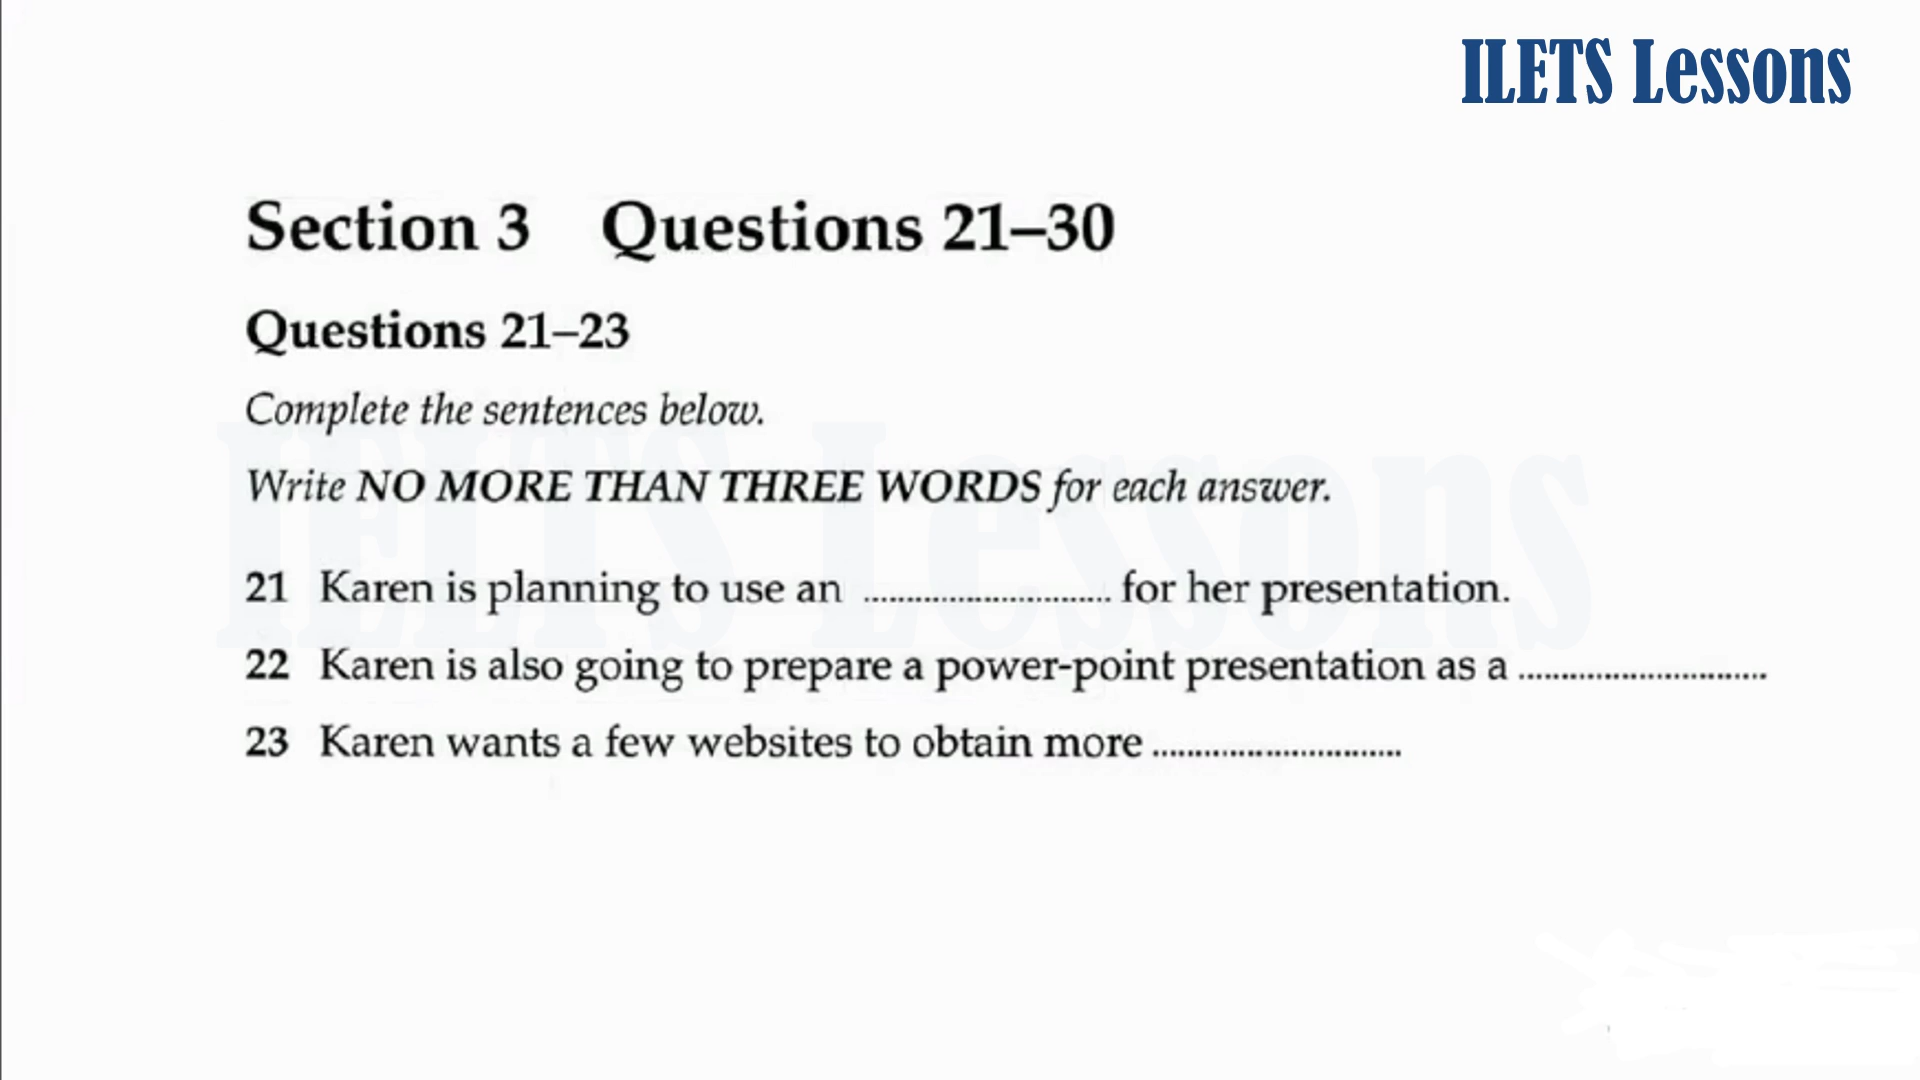 ILETS Lessons
Section 3 Questions 21–30
Questions 21–23
Complete the sentences below.
Write NO MORE THAN THREE WORDS for each answer.
IELTS Lessons
21 Karen is planning to use an ............................. for her presentation.
22 Karen is also going to prepare a power-point presentation as a .............................
23 Karen wants a few websites to obtain more .............................